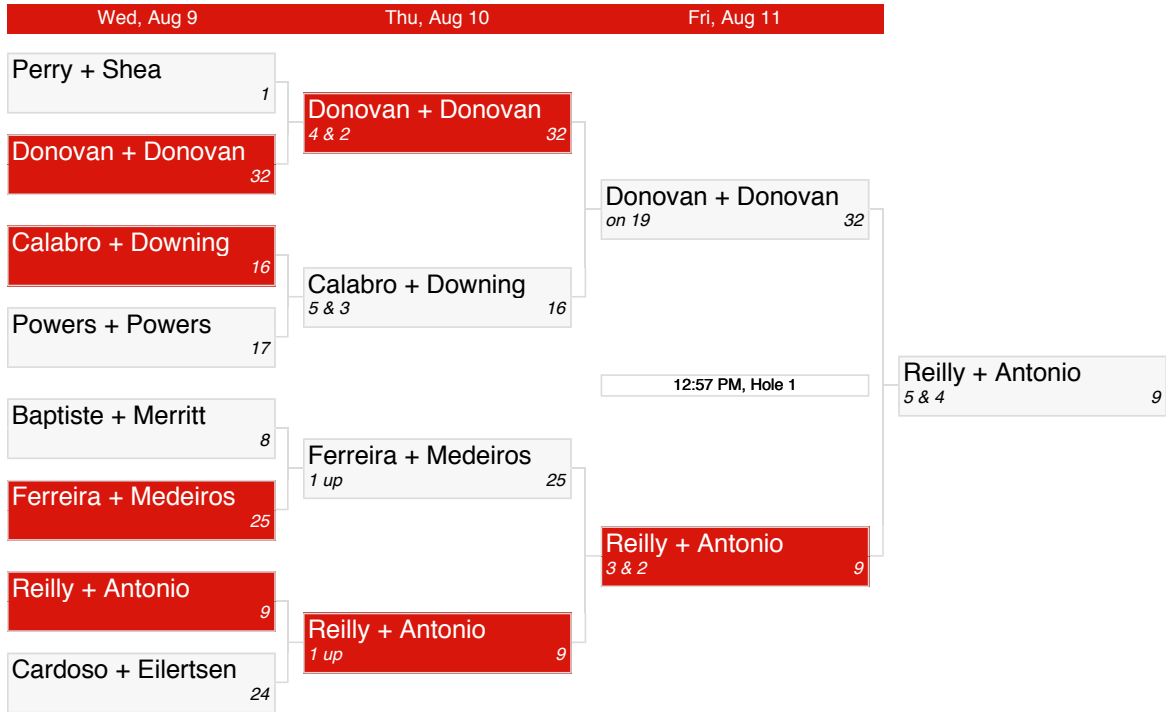 Wed, Aug 9
Thu, Aug 10
Fri, Aug 11
Perry + Shea
1
Donovan + Donovan
32
Calabro + Downing
16
Powers + Powers
17
Baptiste + Merritt
8
Ferreira + Medeiros
25
Reilly + Antonio
9
Cardoso + Eilertsen
24
Donovan + Donovan
4 & 2 32
Calabro + Downing
5 & 3 16
Ferreira + Medeiros
1 up 25
Reilly + Antonio
1 up 9
Donovan + Donovan
on 19 32
12:57 PM, Hole 1
Reilly + Antonio
3 & 2 9
Reilly + Antonio
5 & 4 9